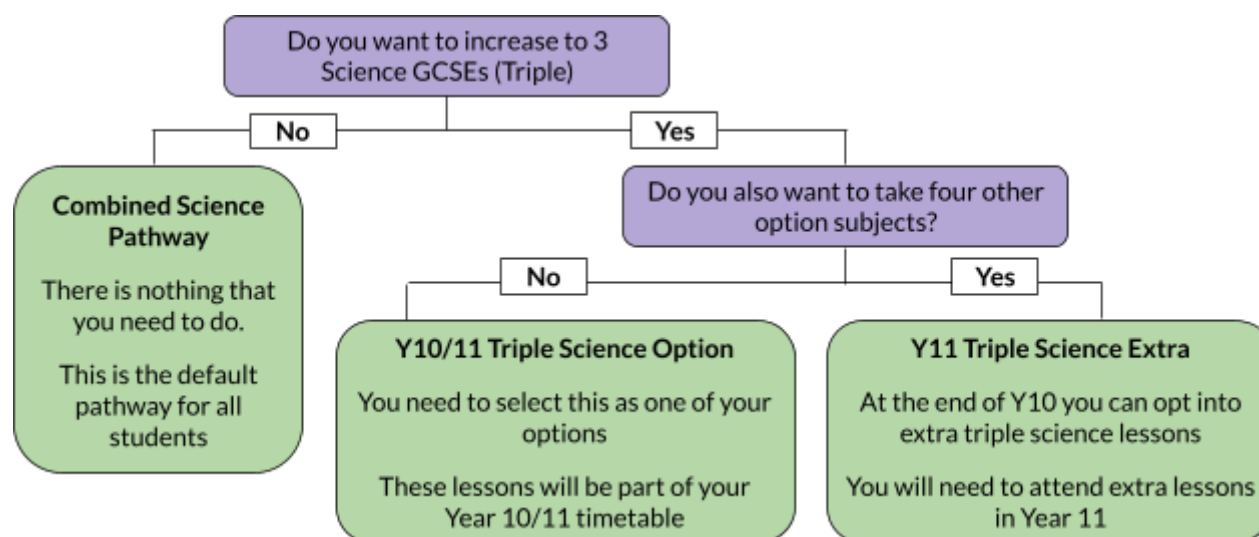 Do you want to increase to 3
Science GCSEs (Triple)
No
Yes
Combined Science
Pathway
There is nothing that
you need to do.
This is the default
pathway for all
students
Do you also want to take four other
option subjects?
No
Yes
Y10/11 Triple Science Option
You need to select this as one of your
options
These lessons will be part of your
Year 10/11 timetable
Y11 Triple Science Extra
At the end of Y10 you can opt into
extra triple science lessons
You will need to attend extra lessons
in Year 11